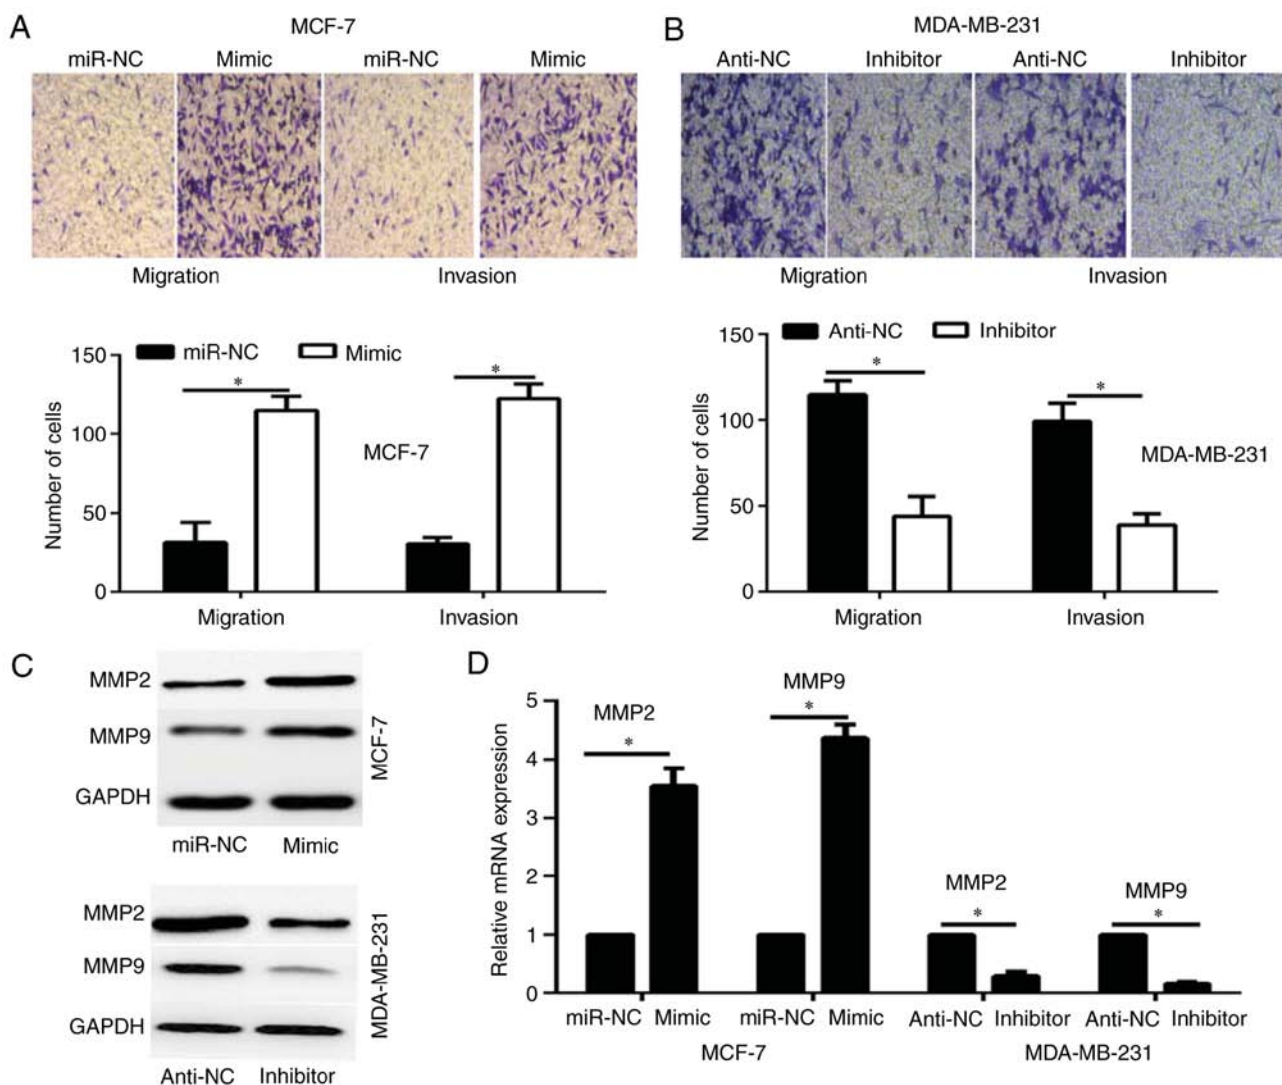 A
MCF-7
miR-NC Mimic miR-NC Mimic
Migration Invasion
miR-NC Mimic
150
100
50
0
Number of cells
*
*
MCF-7
Migration Invasion
B
MDA-MB-231
Anti-NC Inhibitor Anti-NC Inhibitor
Migration Invasion
Anti-NC Inhibitor
150
100
50
0
Number of cells
*
*
MDA-MB-231
Migration Invasion
C
MMP2
MMP9
GAPDH
MCF-7
miR-NC Mimic
MMP2
MMP9
GAPDH
MDA-MB-231
Anti-NC Inhibitor
D
5
4
3
2
1
0
Relative mRNA expression
MMP2
*
MMP9
*
MMP2
*
MMP9
*
miR-NC Mimic miR-NC Mimic Anti-NC Inhibitor Anti-NC Inhibitor
MCF-7 MDA-MB-231